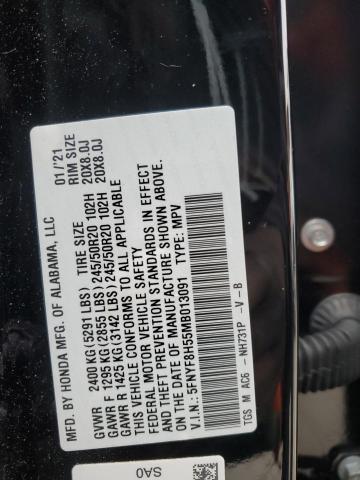 MFD. BY HONDA MFG. OF ALABAMA, LLC 01/'21
GVWR 2400 KG (5291 LBS) TIRE SIZE RIM SIZE
GAWR F 1295 KG (2855 LBS) 245/50R20 102H 20X8.0J
GAWR R 1425 KG (3142 LBS) 245/50R20 102H 20X8.0J
THIS VEHICLE CONFORMS TO ALL APPLICABLE
FEDERAL MOTOR VEHICLE SAFETY
AND THEFT PREVENTION STANDARDS IN EFFECT
ON THE DATE OF MANUFACTURE SHOWN ABOVE.
V.I.N.: 5FNYF8H55MB013091 TYPE: MPV
TGS M AC6 -NH731P -V -B
SA0